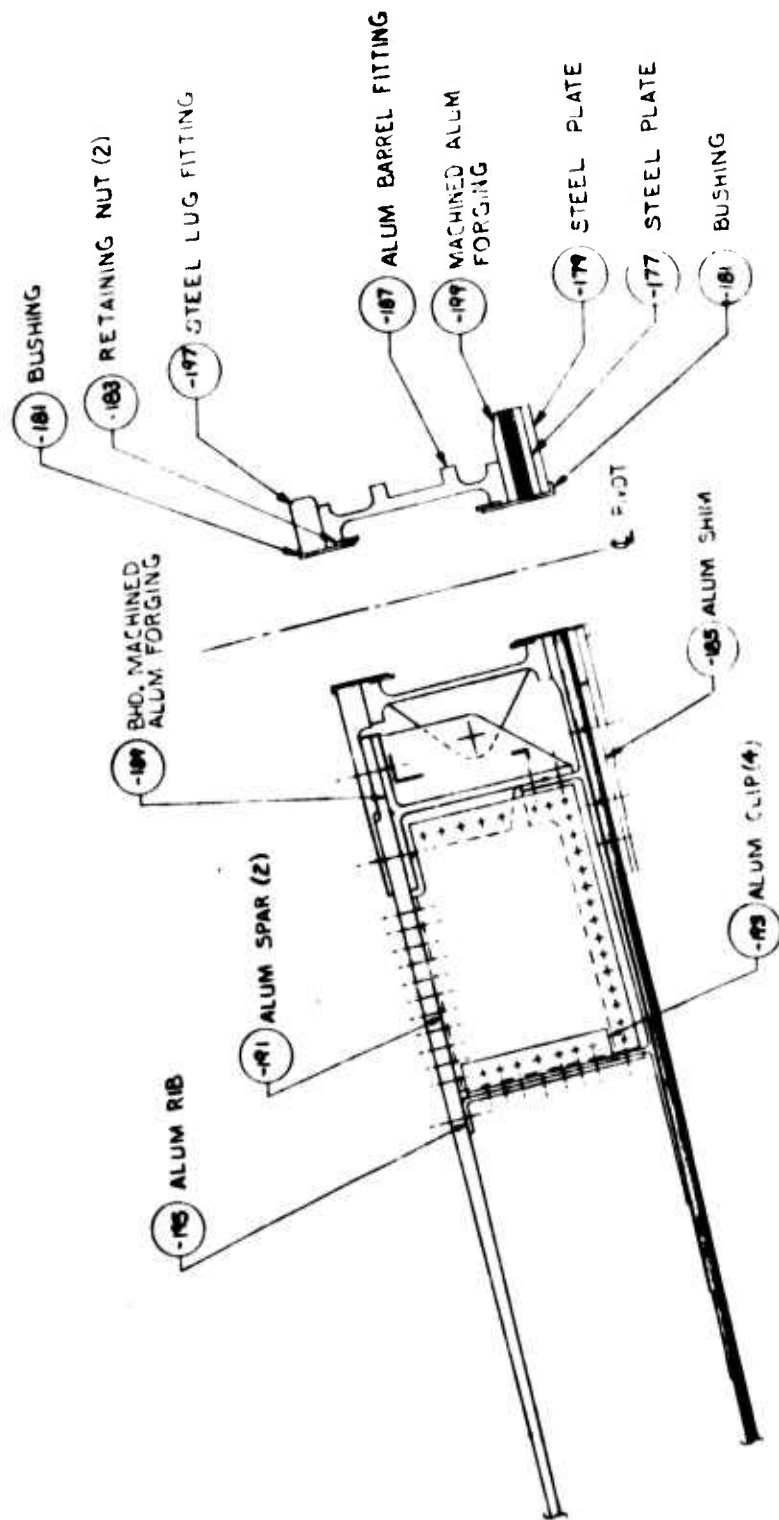 -181 BUSHING
-183 RETAINING NUT (2)
-197 STEEL LUG FITTING
-187 ALUM BARREL FITTING
-199 MACHINED ALUM
FORGING
-179 STEEL PLATE
-177 STEEL PLATE
-181 BUSHING
BHD. MACHINED
ALUM FORGING
℄ PIVOT
-185 ALUM SHIM
-191 ALUM SPAR (2)
-193 ALUM CLIP (4)
-195 ALUM RIB